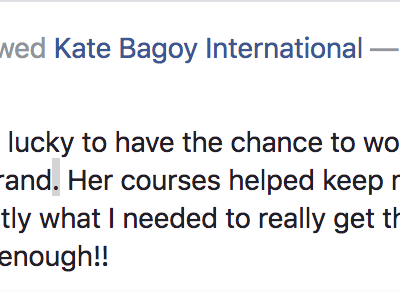 wed Kate Bagoy International —
lucky to have the chance to wo
rand. Her courses helped keep
tly what I needed to really get th
enough!!